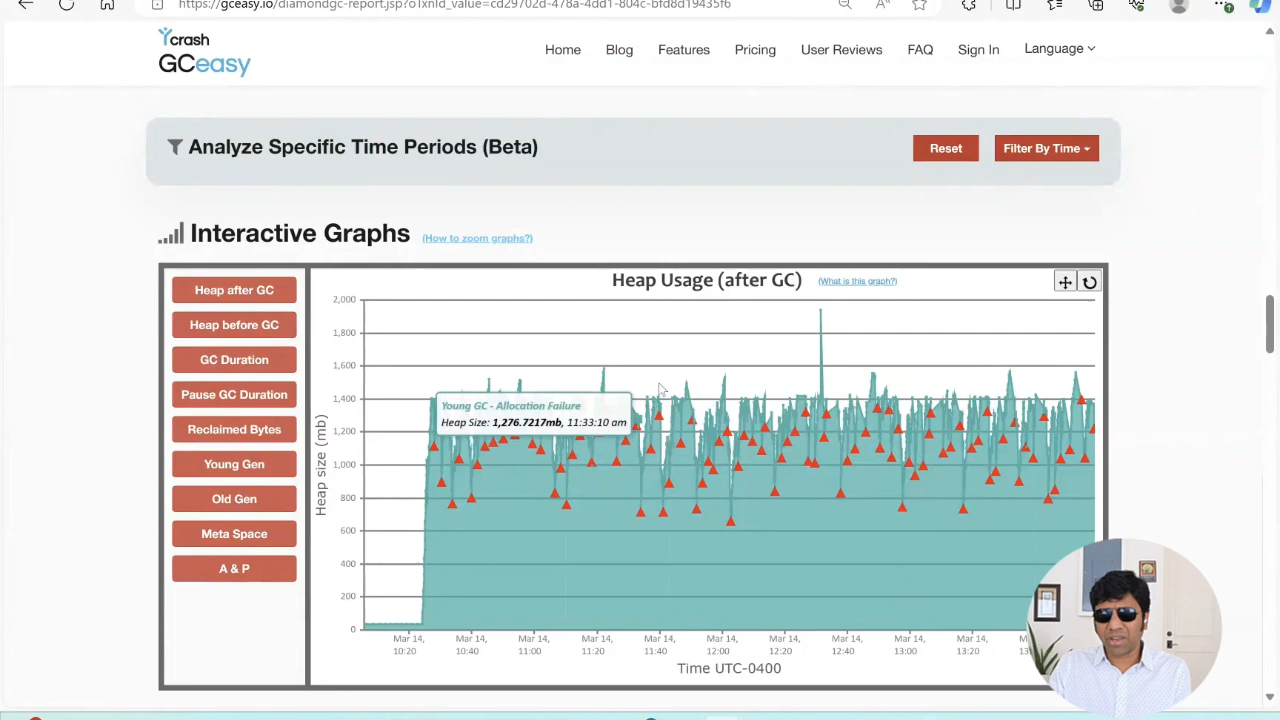 https://gceasy.io/diamondgc-report.jsp?oTxnId_value=cd29702d-478a-4dd1-804c-bfd8d19435f6
ycrash
GCeasy
Home
Blog
Features
Pricing
User Reviews
FAQ
Sign In
Language
Analyze Specific Time Periods (Beta)
Reset
Filter By Time
Interactive Graphs
(How to zoom graphs?)
Heap after GC
Heap before GC
GC Duration
Pause GC Duration
Reclaimed Bytes
Young Gen
Old Gen
Meta Space
A & P
Heap Usage (after GC)
(What is this graph?)
Heap size (mb)
2,000
1,800
1,600
1,400
1,200
1,000
800
600
400
200
0
Young GC - Allocation Failure
Heap Size: 1,276.7217mb, 11:33:10 am
Mar 14, 10:20
Mar 14, 10:40
Mar 14, 11:00
Mar 14, 11:20
Mar 14, 11:40
Mar 14, 12:00
Mar 14, 12:20
Mar 14, 12:40
Mar 14, 13:00
Mar 14, 13:20
Time UTC-0400